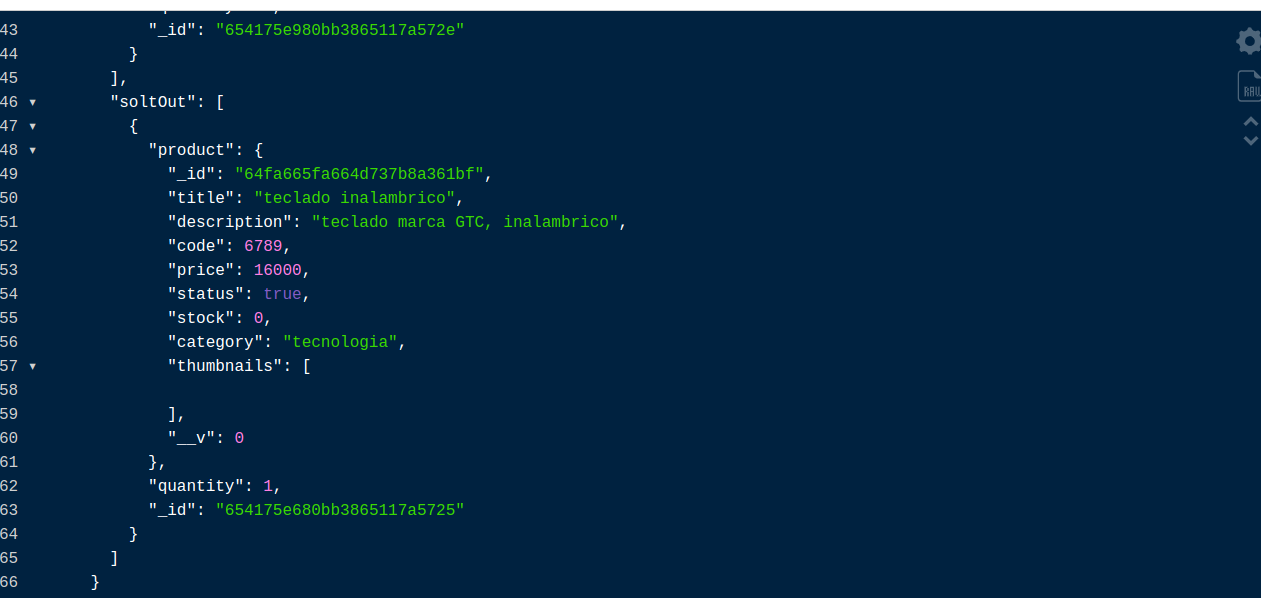 43 "_id": "654175e980bb3865117a572e"
44 }
45 ],
46 ▾ "soltOut": [
47 ▾ {
48 ▾ "product": {
49 "_id": "64fa665fa664d737b8a361bf",
50 "title": "teclado inalambrico",
51 "description": "teclado marca GTC, inalambrico",
52 "code": 6789,
53 "price": 16000,
54 "status": true,
55 "stock": 0,
56 "category": "tecnologia",
57 ▾ "thumbnails": [
58
59 ],
60 "__v": 0
61 },
62 "quantity": 1,
63 "_id": "654175e680bb3865117a5725"
64 }
65 ]
66 }
RAW